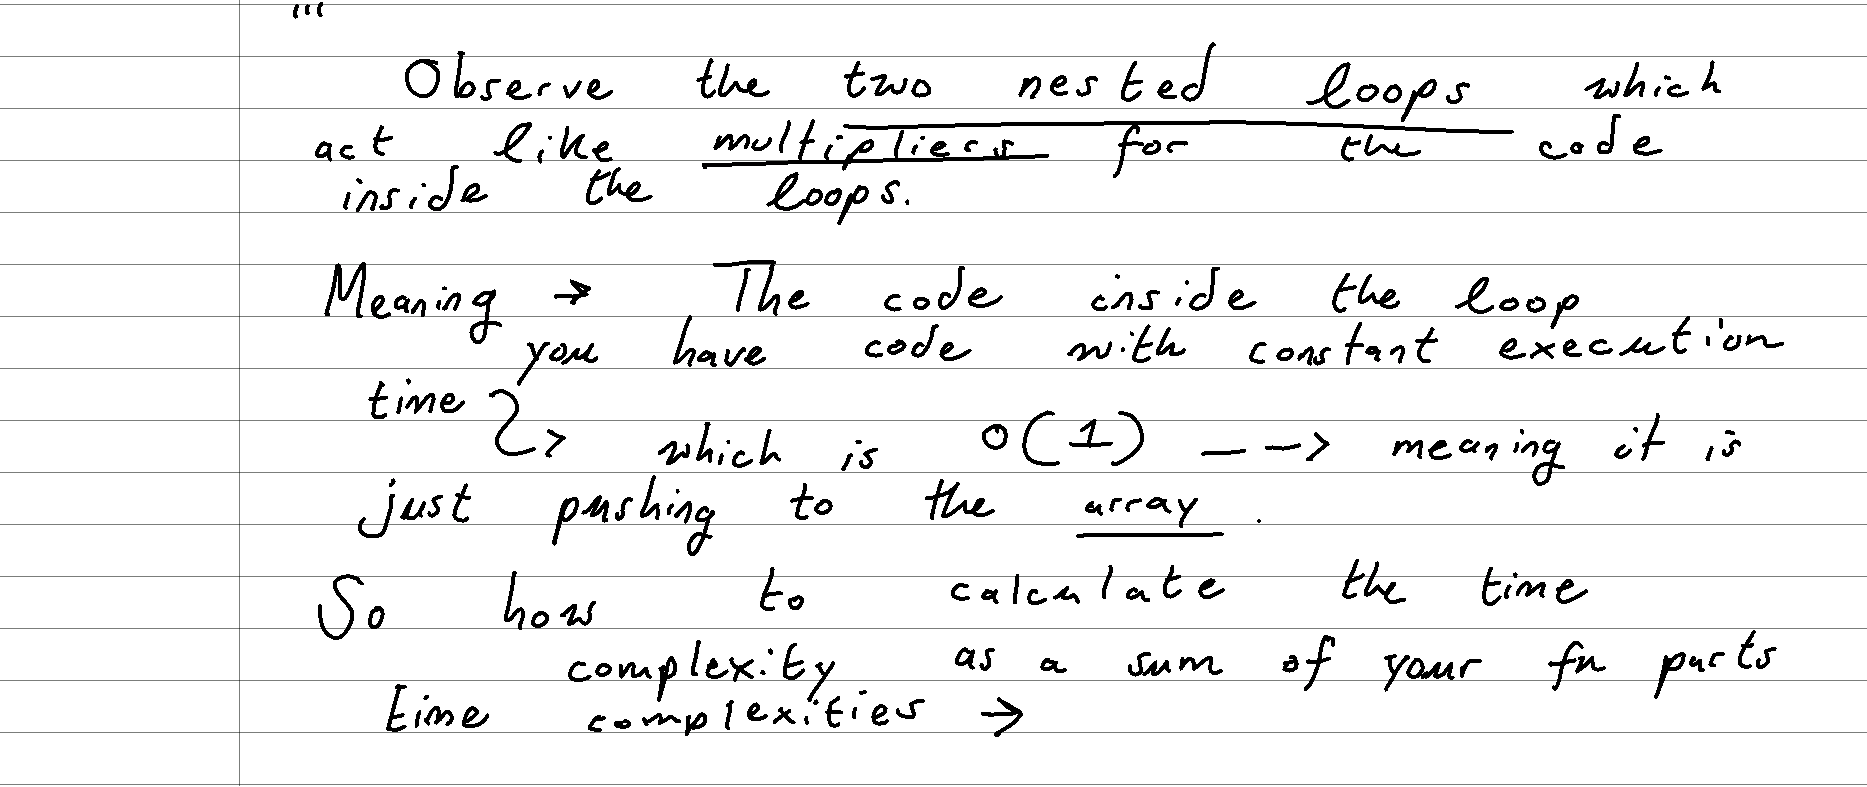 '''
Observe the two nested loops which
act like multipliers for the code
inside the loops.
Meaning → The code inside the loop
you have code with constant execution
time
which is O(1) --> meaning it is
just pushing to the array.
So how to calculate the time
complexity as a sum of your fn parts
time complexities →